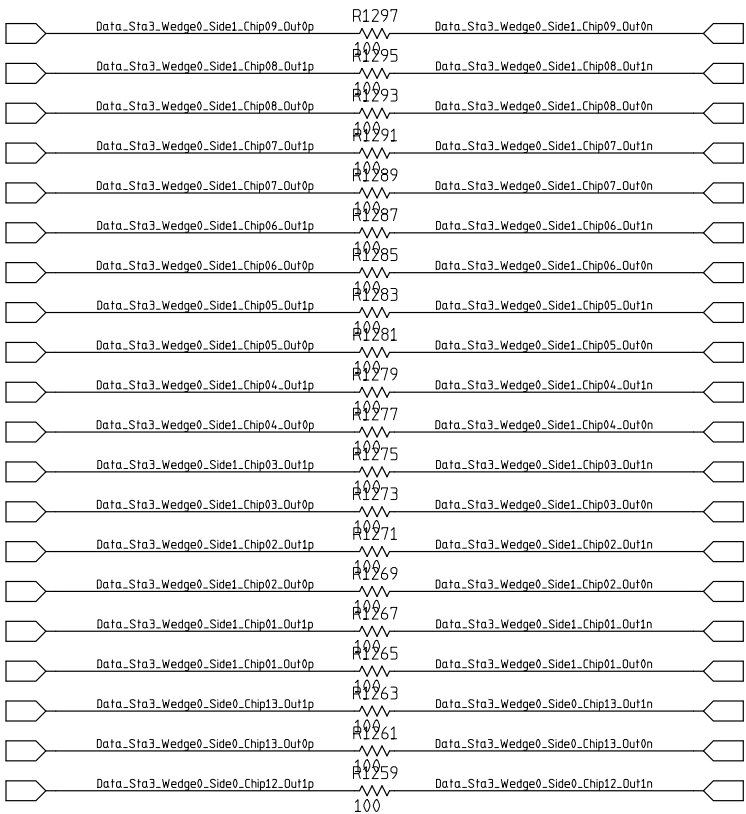 R1297
Data_Sta3_Wedge0_Side1_Chip09_Out0p Data_Sta3_Wedge0_Side1_Chip09_Out0n
100
R1295
Data_Sta3_Wedge0_Side1_Chip08_Out1p Data_Sta3_Wedge0_Side1_Chip08_Out1n
100
R1293
Data_Sta3_Wedge0_Side1_Chip08_Out0p Data_Sta3_Wedge0_Side1_Chip08_Out0n
100
R1291
Data_Sta3_Wedge0_Side1_Chip07_Out1p Data_Sta3_Wedge0_Side1_Chip07_Out1n
100
R1289
Data_Sta3_Wedge0_Side1_Chip07_Out0p Data_Sta3_Wedge0_Side1_Chip07_Out0n
100
R1287
Data_Sta3_Wedge0_Side1_Chip06_Out1p Data_Sta3_Wedge0_Side1_Chip06_Out1n
100
R1285
Data_Sta3_Wedge0_Side1_Chip06_Out0p Data_Sta3_Wedge0_Side1_Chip06_Out0n
100
R1283
Data_Sta3_Wedge0_Side1_Chip05_Out1p Data_Sta3_Wedge0_Side1_Chip05_Out1n
100
R1281
Data_Sta3_Wedge0_Side1_Chip05_Out0p Data_Sta3_Wedge0_Side1_Chip05_Out0n
100
R1279
Data_Sta3_Wedge0_Side1_Chip04_Out1p Data_Sta3_Wedge0_Side1_Chip04_Out1n
100
R1277
Data_Sta3_Wedge0_Side1_Chip04_Out0p Data_Sta3_Wedge0_Side1_Chip04_Out0n
100
R1275
Data_Sta3_Wedge0_Side1_Chip03_Out1p Data_Sta3_Wedge0_Side1_Chip03_Out1n
100
R1273
Data_Sta3_Wedge0_Side1_Chip03_Out0p Data_Sta3_Wedge0_Side1_Chip03_Out0n
100
R1271
Data_Sta3_Wedge0_Side1_Chip02_Out1p Data_Sta3_Wedge0_Side1_Chip02_Out1n
100
R1269
Data_Sta3_Wedge0_Side1_Chip02_Out0p Data_Sta3_Wedge0_Side1_Chip02_Out0n
100
R1267
Data_Sta3_Wedge0_Side1_Chip01_Out1p Data_Sta3_Wedge0_Side1_Chip01_Out1n
100
R1265
Data_Sta3_Wedge0_Side1_Chip01_Out0p Data_Sta3_Wedge0_Side1_Chip01_Out0n
100
R1263
Data_Sta3_Wedge0_Side0_Chip13_Out1p Data_Sta3_Wedge0_Side0_Chip13_Out1n
100
R1261
Data_Sta3_Wedge0_Side0_Chip13_Out0p Data_Sta3_Wedge0_Side0_Chip13_Out0n
100
R1259
Data_Sta3_Wedge0_Side0_Chip12_Out1p Data_Sta3_Wedge0_Side0_Chip12_Out1n
100